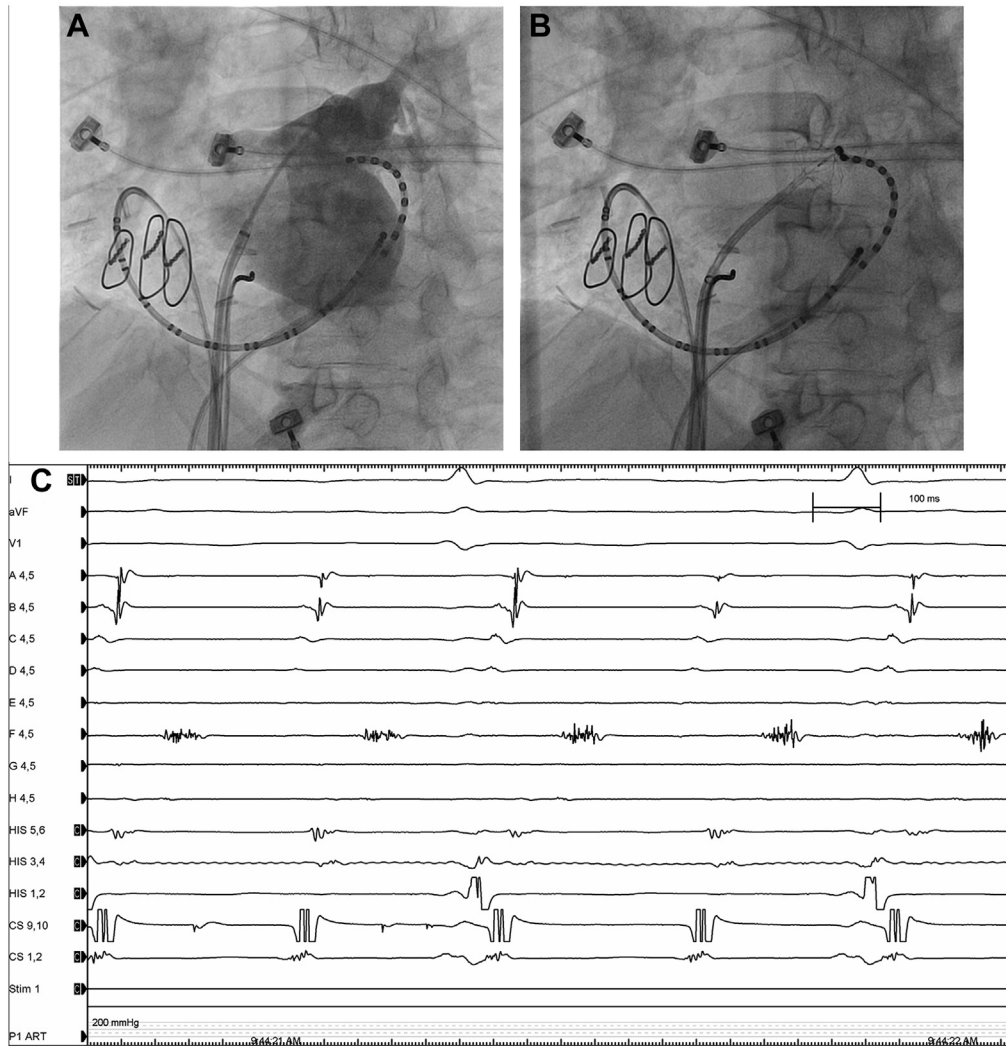 A
B
C
I
ST
100 ms
aVF
V1
A 4,5
B 4,5
C 4,5
D 4,5
E 4,5
F 4,5
G 4,5
H 4,5
HIS 5,6 C
HIS 3,4 C
HIS 1,2 C
CS 9,10 C
CS 1,2 C
Stim 1
200 mmHg
P1 ART
9:44:21 AM
9:44:22 AM